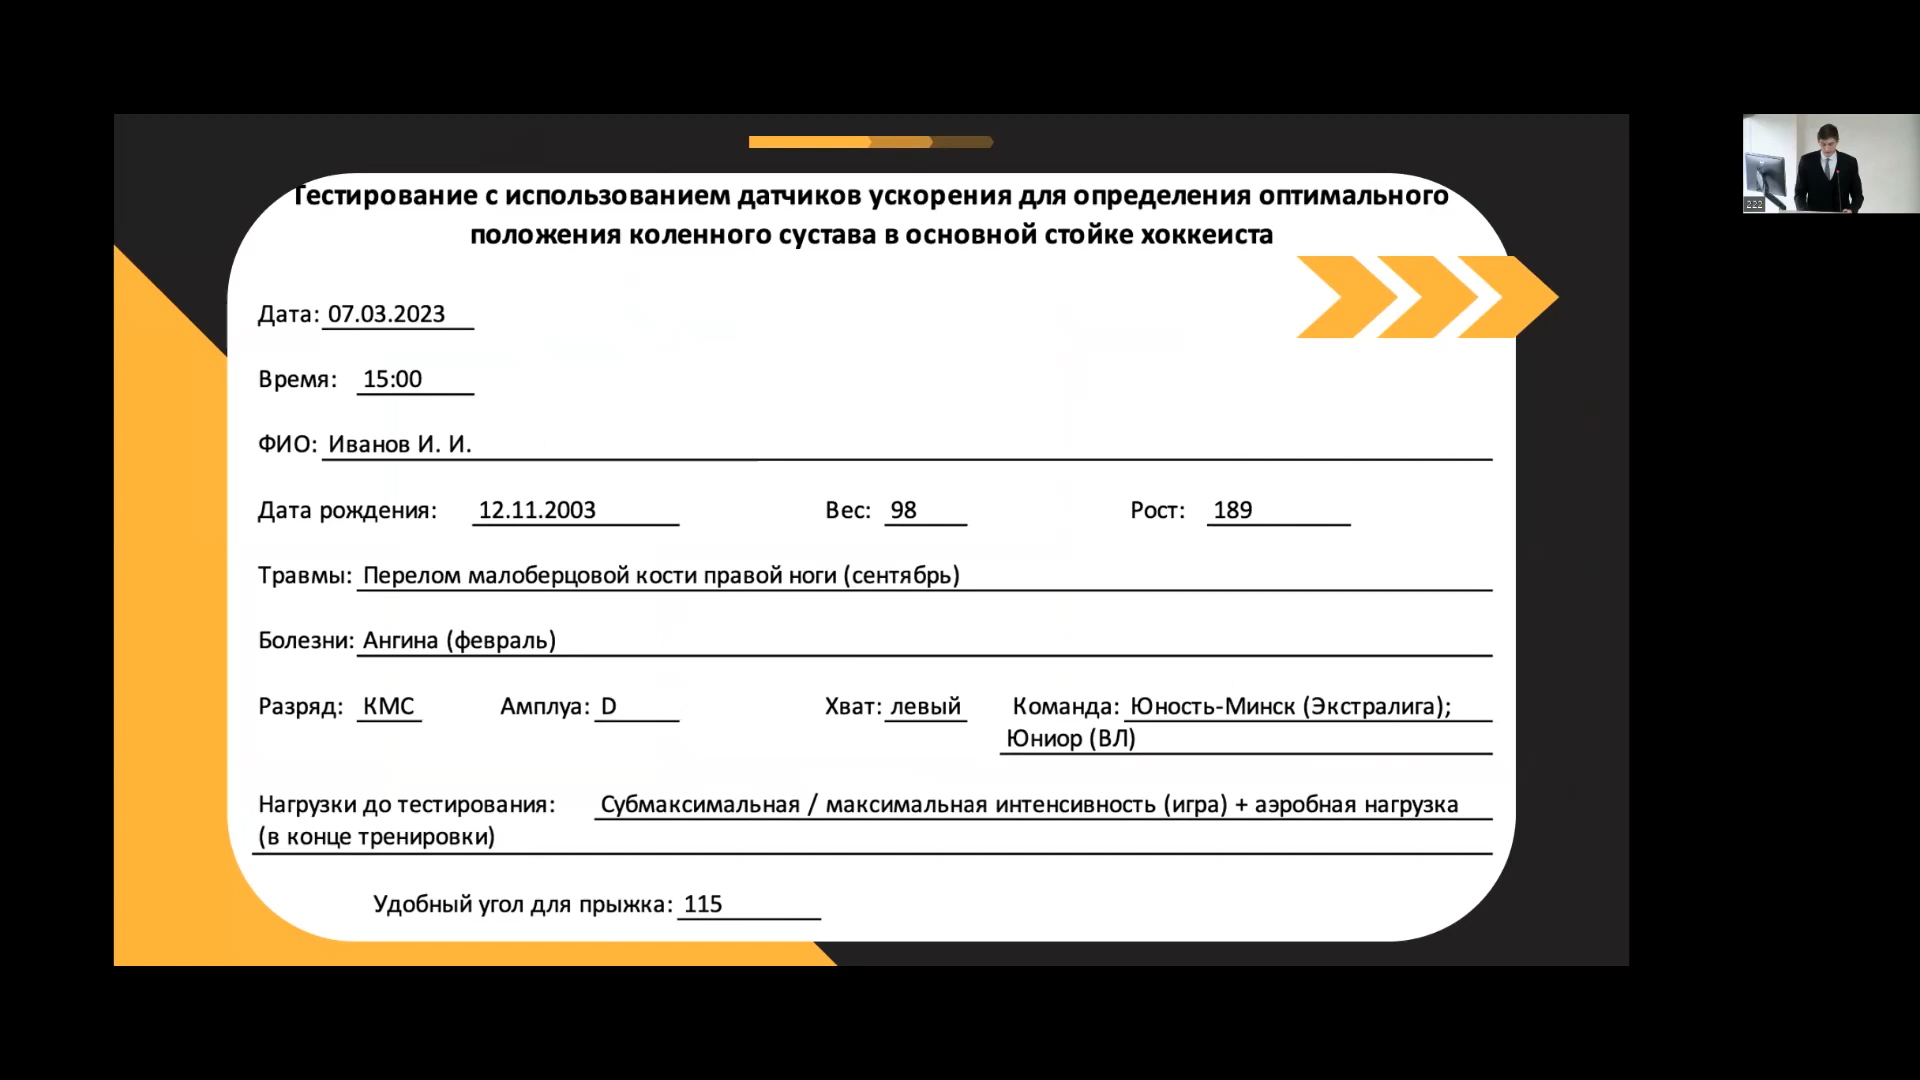 Тестирование с использованием датчиков ускорения для определения оптимального
положения коленного сустава в основной стойке хоккеиста
Дата: 07.03.2023
Время: 15:00
ФИО: Иванов И. И.
Дата рождения: 12.11.2003 Вес: 98 Рост: 189
Травмы: Перелом малоберцовой кости правой ноги (сентябрь)
Болезни: Ангина (февраль)
Разряд: КМС Амплуа: D Хват: левый Команда: Юность-Минск (Экстралига);
Юниор (ВЛ)
Нагрузки до тестирования: Субмаксимальная / максимальная интенсивность (игра) + аэробная нагрузка
(в конце тренировки)
Удобный угол для прыжка: 115
222